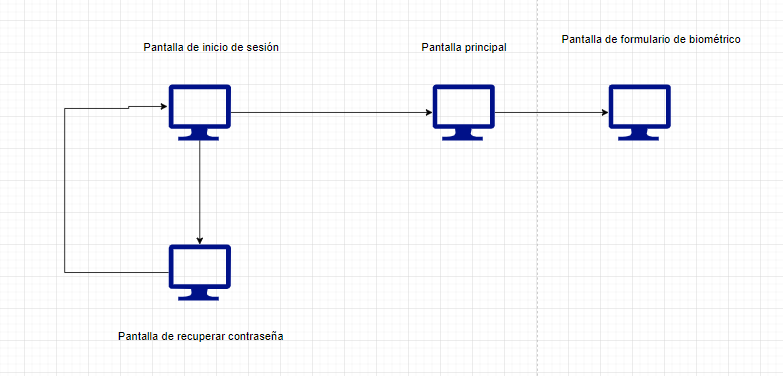 Pantalla de inicio de sesión
Pantalla principal
Pantalla de formulario de biométrico
Pantalla de recuperar contraseña